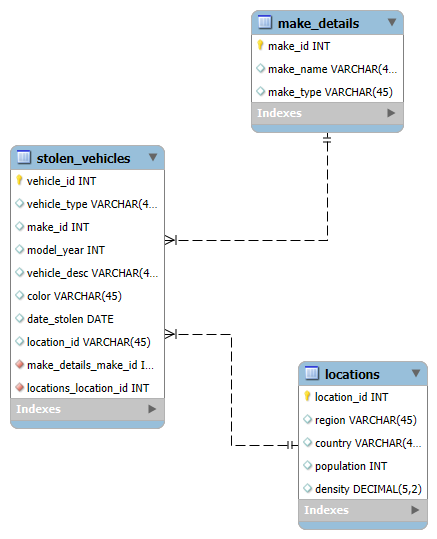 make_details
make_id INT
make_name VARCHAR(4...
make_type VARCHAR(45)
Indexes
stolen_vehicles
vehicle_id INT
vehicle_type VARCHAR(4...
make_id INT
model_year INT
vehicle_desc VARCHAR(4...
color VARCHAR(45)
date_stolen DATE
location_id VARCHAR(45)
make_details_make_id I...
locations_location_id INT
Indexes
locations
location_id INT
region VARCHAR(45)
country VARCHAR(4...
population INT
density DECIMAL(5,2)
Indexes